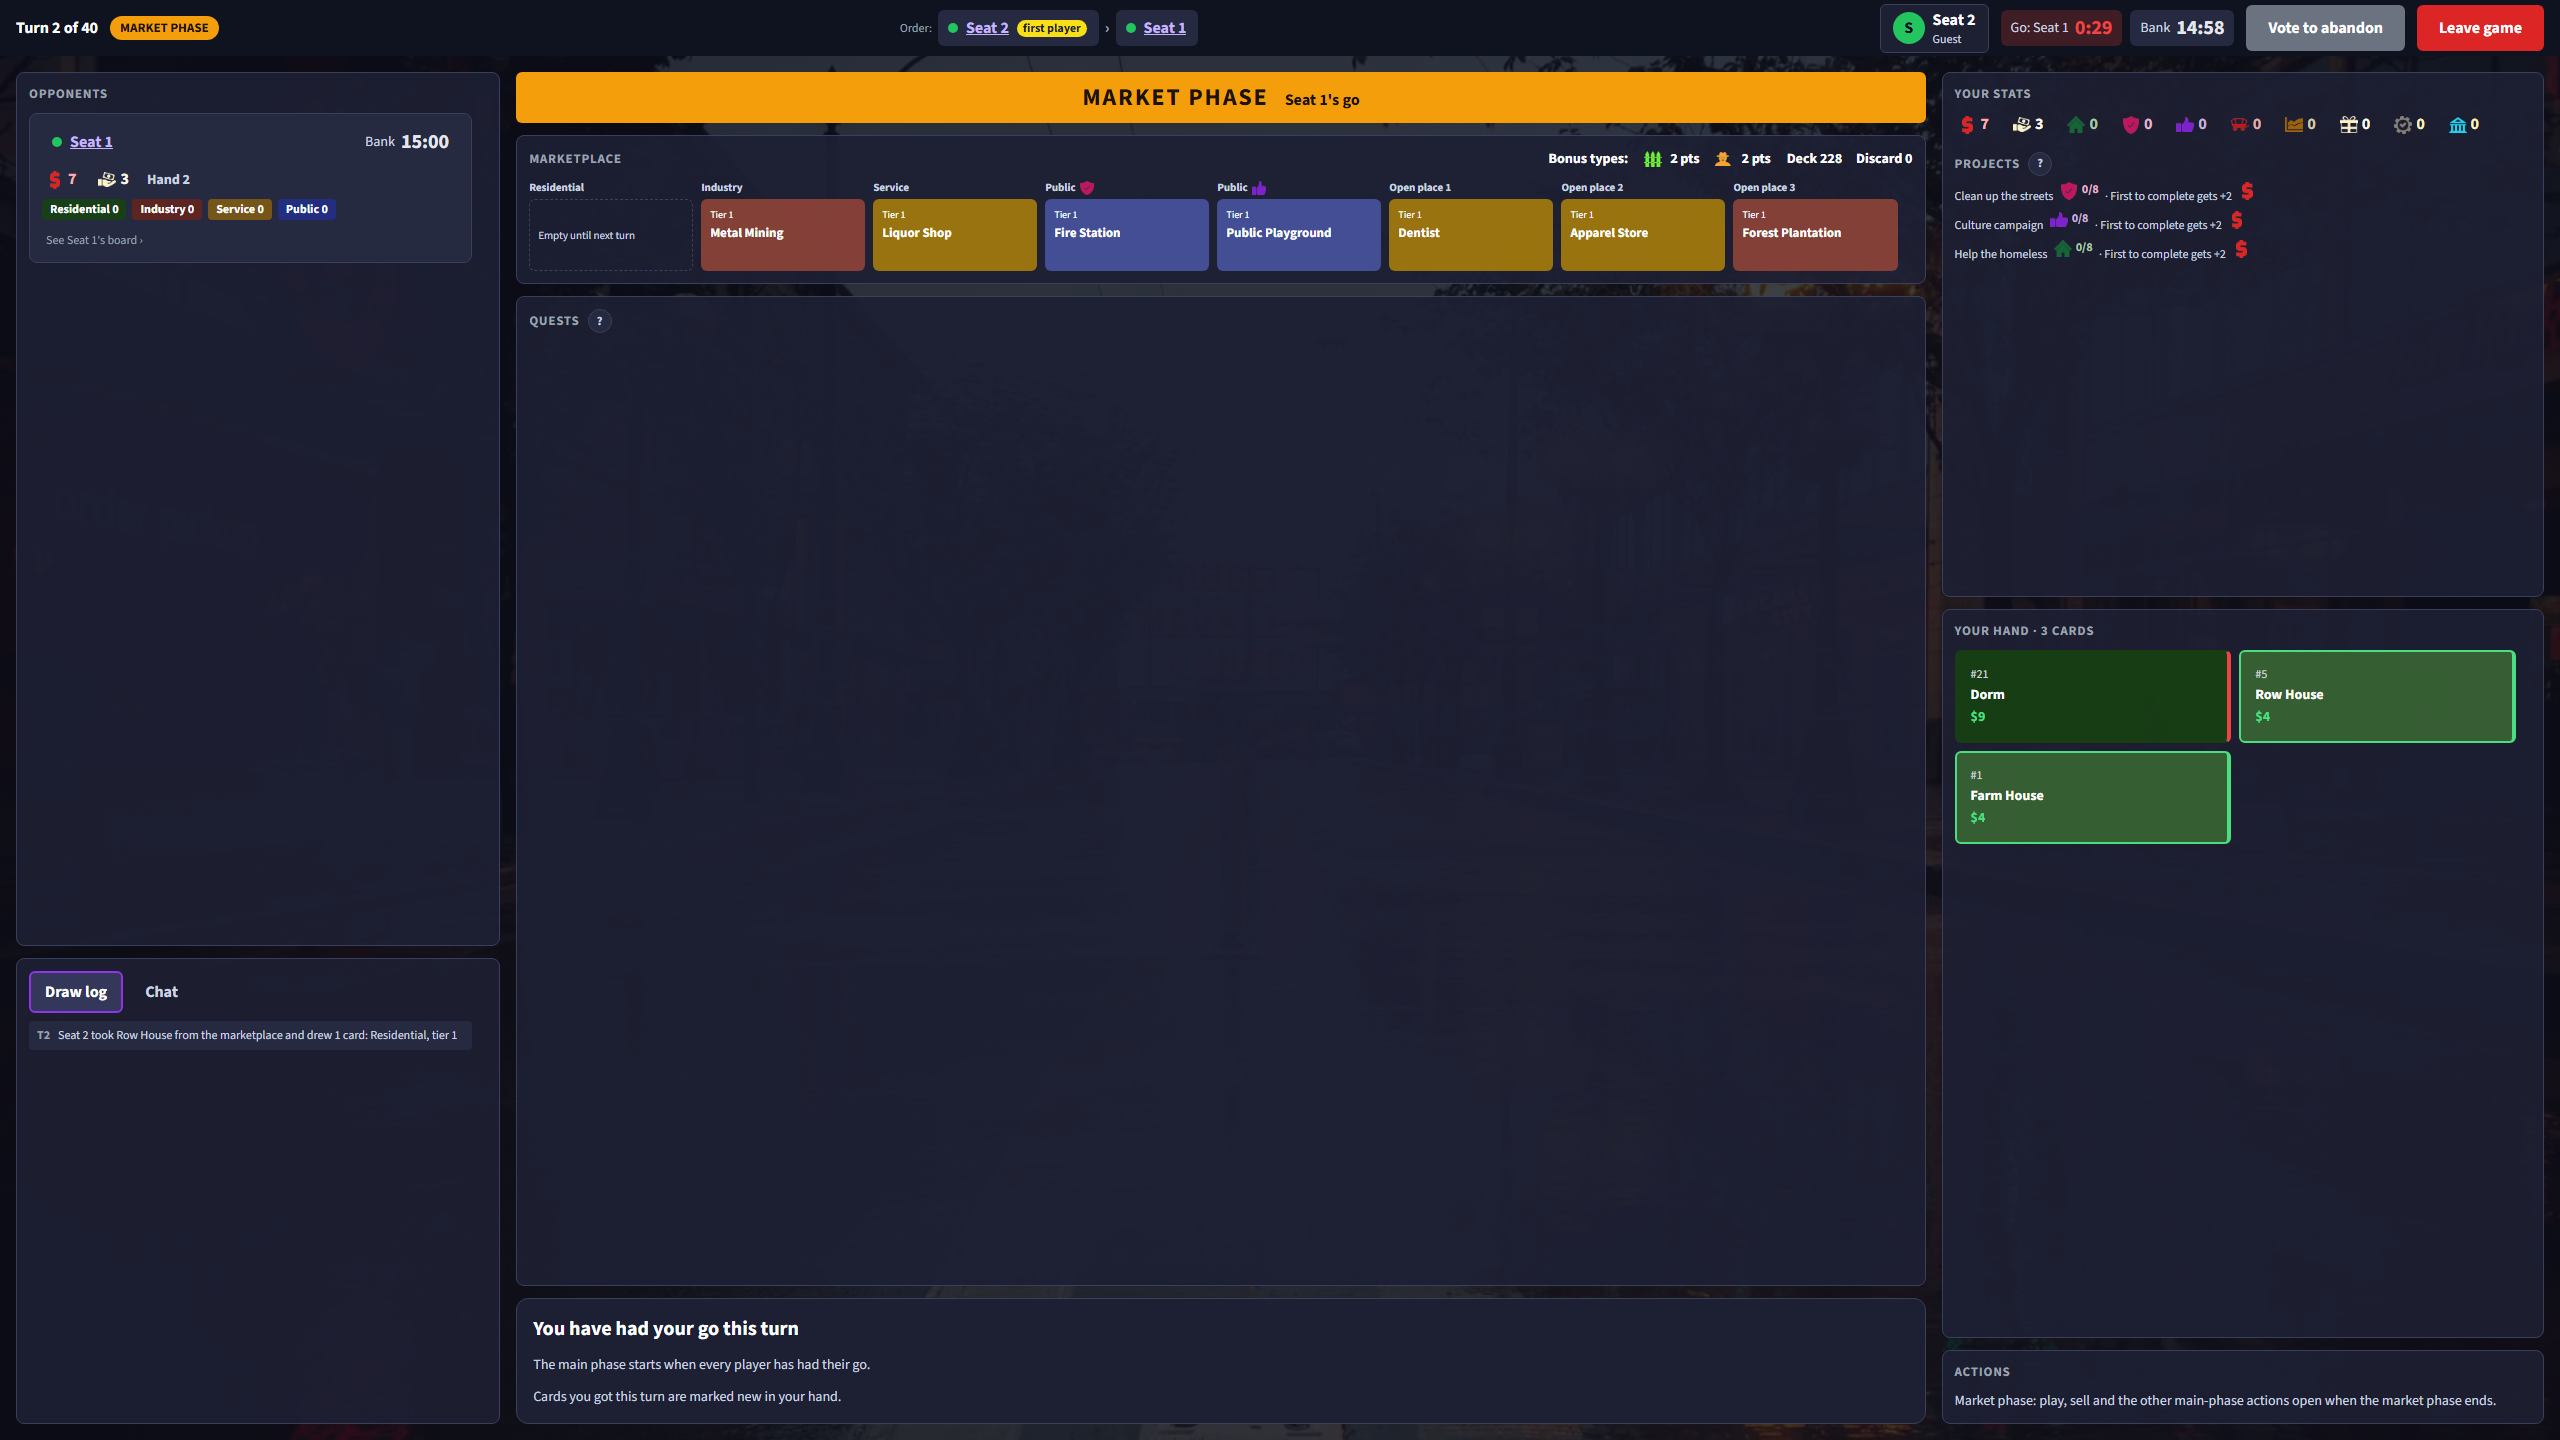 Turn 2 of 40 MARKET PHASE Order: Seat 2 first player › Seat 1 S Seat 2 Guest Go: Seat 1 0:29 Bank 14:58 Vote to abandon Leave game
OPPONENTS
Seat 1 Bank 15:00
7 3 Hand 2
Residential 0 Industry 0 Service 0 Public 0
See Seat 1's board ›
Draw log Chat
T2 Seat 2 took Row House from the marketplace and drew 1 card: Residential, tier 1
MARKET PHASE Seat 1's go
MARKETPLACE Bonus types: 2 pts 2 pts Deck 228 Discard 0
Residential Industry Service Public Public Open place 1 Open place 2 Open place 3
Empty until next turn
Tier 1 Metal Mining
Tier 1 Liquor Shop
Tier 1 Fire Station
Tier 1 Public Playground
Tier 1 Dentist
Tier 1 Apparel Store
Tier 1 Forest Plantation
QUESTS ?
You have had your go this turn
The main phase starts when every player has had their go.
Cards you got this turn are marked new in your hand.
YOUR STATS
$ 7 3 0 0 0 0 0 0 0 0
PROJECTS ?
Clean up the streets 0/8 · First to complete gets +2 $
Culture campaign 0/8 · First to complete gets +2 $
Help the homeless 0/8 · First to complete gets +2 $
YOUR HAND · 3 CARDS
#21
Dorm
$9
#5
Row House
$4
#1
Farm House
$4
ACTIONS
Market phase: play, sell and the other main-phase actions open when the market phase ends.